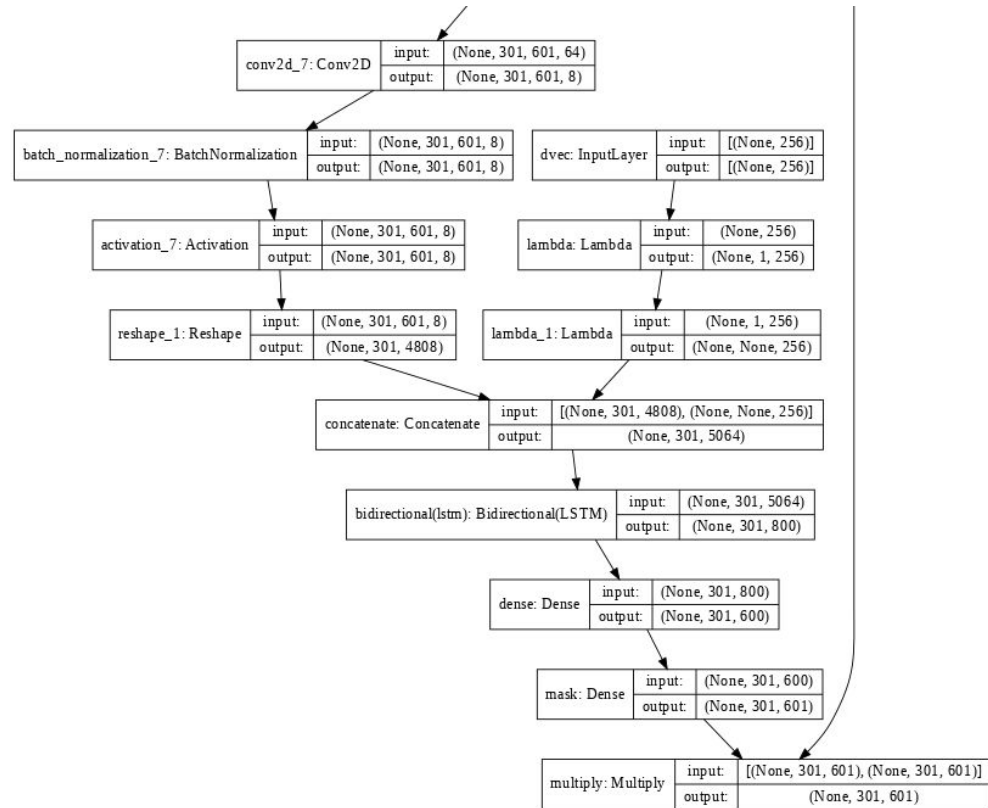 conv2d_7: Conv2D
input: (None, 301, 601, 64)
output: (None, 301, 601, 8)
batch_normalization_7: BatchNormalization
input: (None, 301, 601, 8)
output: (None, 301, 601, 8)
dvec: InputLayer
input: [(None, 256)]
output: [(None, 256)]
activation_7: Activation
input: (None, 301, 601, 8)
output: (None, 301, 601, 8)
lambda: Lambda
input: (None, 256)
output: (None, 1, 256)
reshape_1: Reshape
input: (None, 301, 601, 8)
output: (None, 301, 4808)
lambda_1: Lambda
input: (None, 1, 256)
output: (None, None, 256)
concatenate: Concatenate
input: [(None, 301, 4808), (None, None, 256)]
output: (None, 301, 5064)
bidirectional(lstm): Bidirectional(LSTM)
input: (None, 301, 5064)
output: (None, 301, 800)
dense: Dense
input: (None, 301, 800)
output: (None, 301, 600)
mask: Dense
input: (None, 301, 600)
output: (None, 301, 601)
multiply: Multiply
input: [(None, 301, 601), (None, 301, 601)]
output: (None, 301, 601)